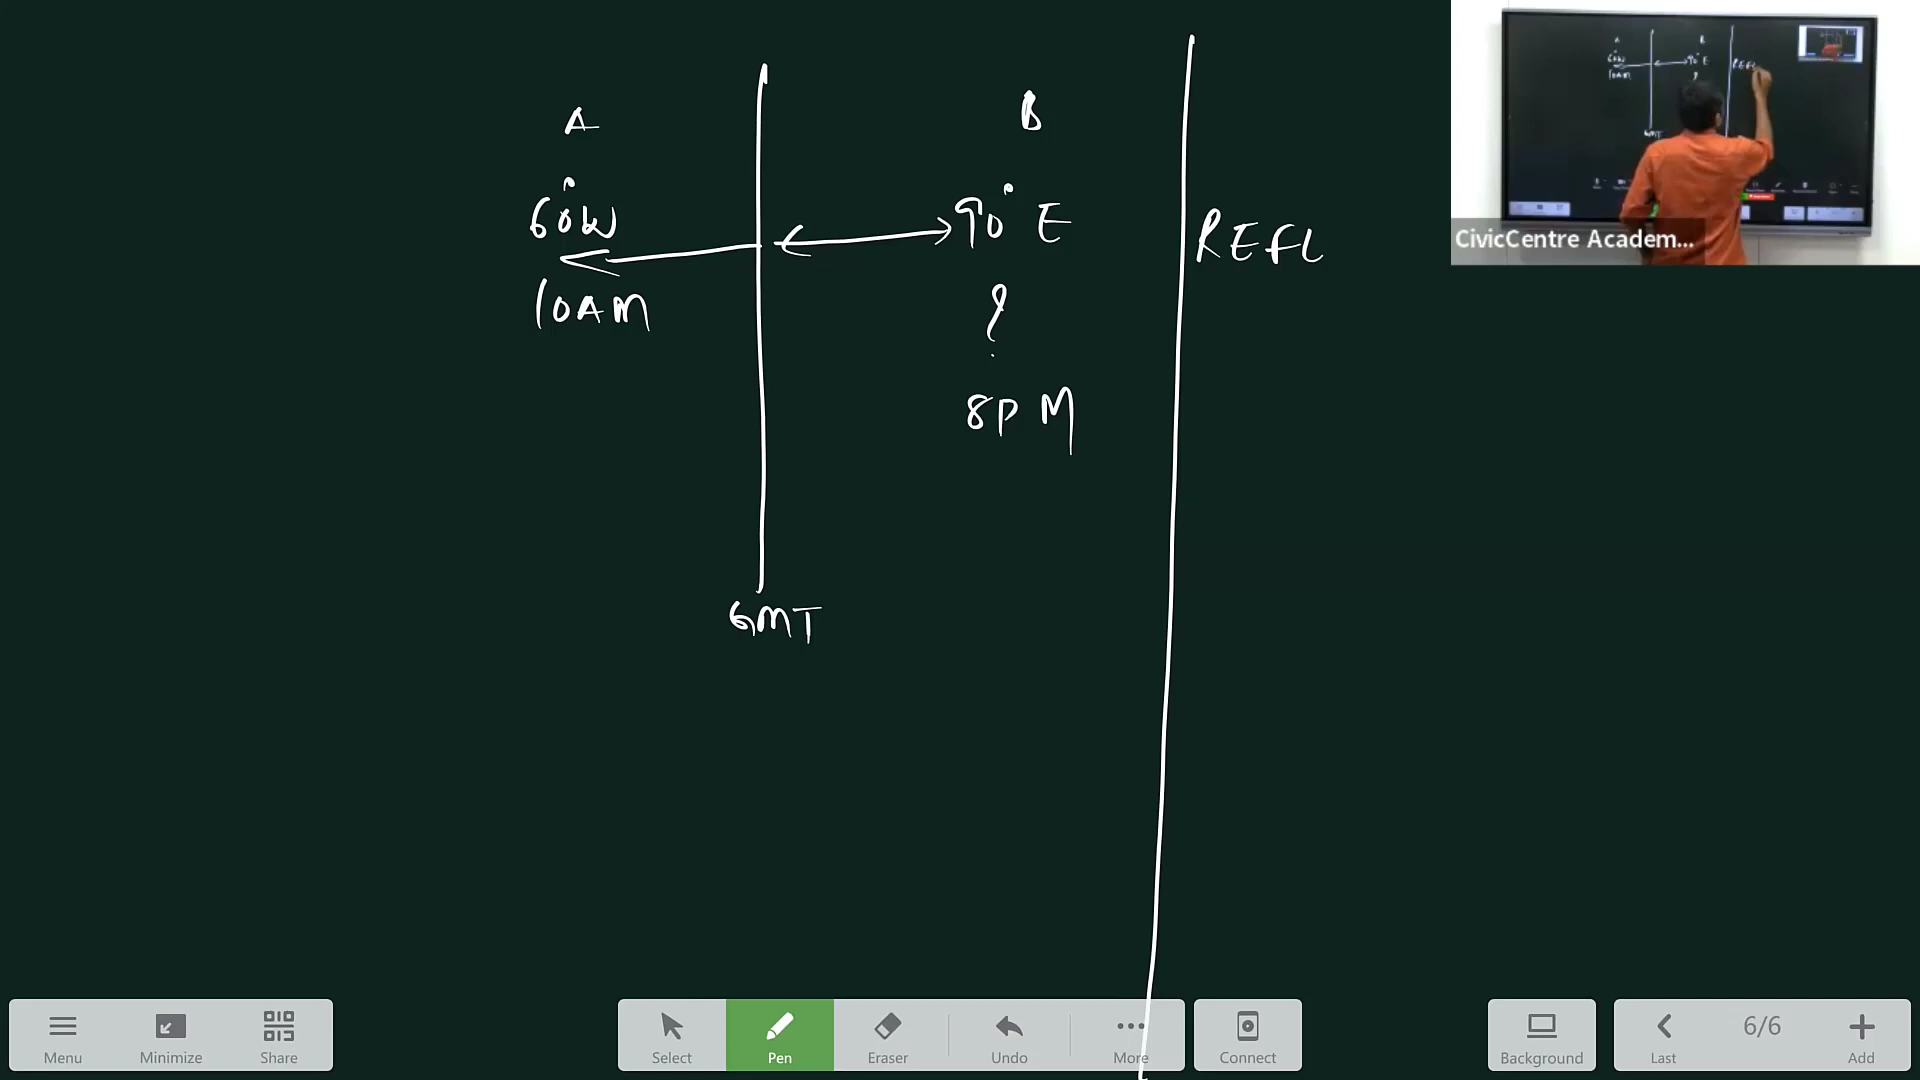 A
60°W
10AM
B
90° E
?
8PM
GMT
REFL
CivicCentre Academ...
Menu
Minimize
Share
Select
Pen
Eraser
Undo
More
Connect
Background
Last
6/6
Add